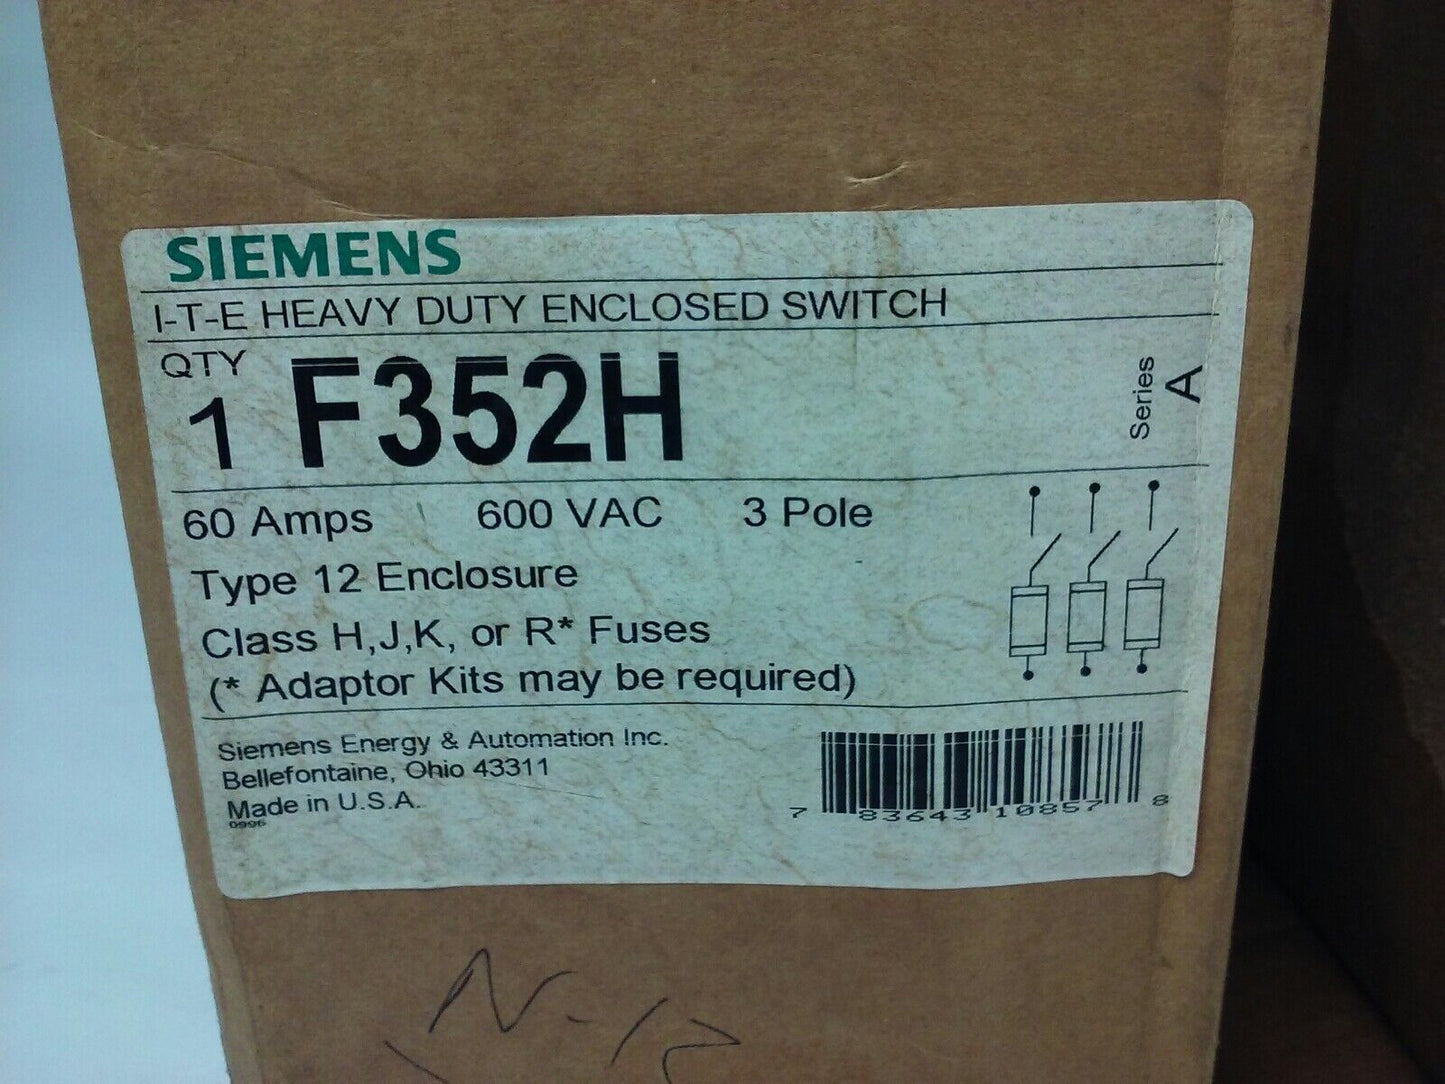 SIEMENS
I-T-E HEAVY DUTY ENCLOSED SWITCH
QTY
1 F352H
Series
A
60 Amps 600 VAC 3 Pole
Type 12 Enclosure
Class H,J,K, or R* Fuses
(* Adaptor Kits may be required)
Siemens Energy & Automation Inc.
Bellefontaine, Ohio 43311
Made in U.S.A.
0996
7 83643 10857 8
N-12